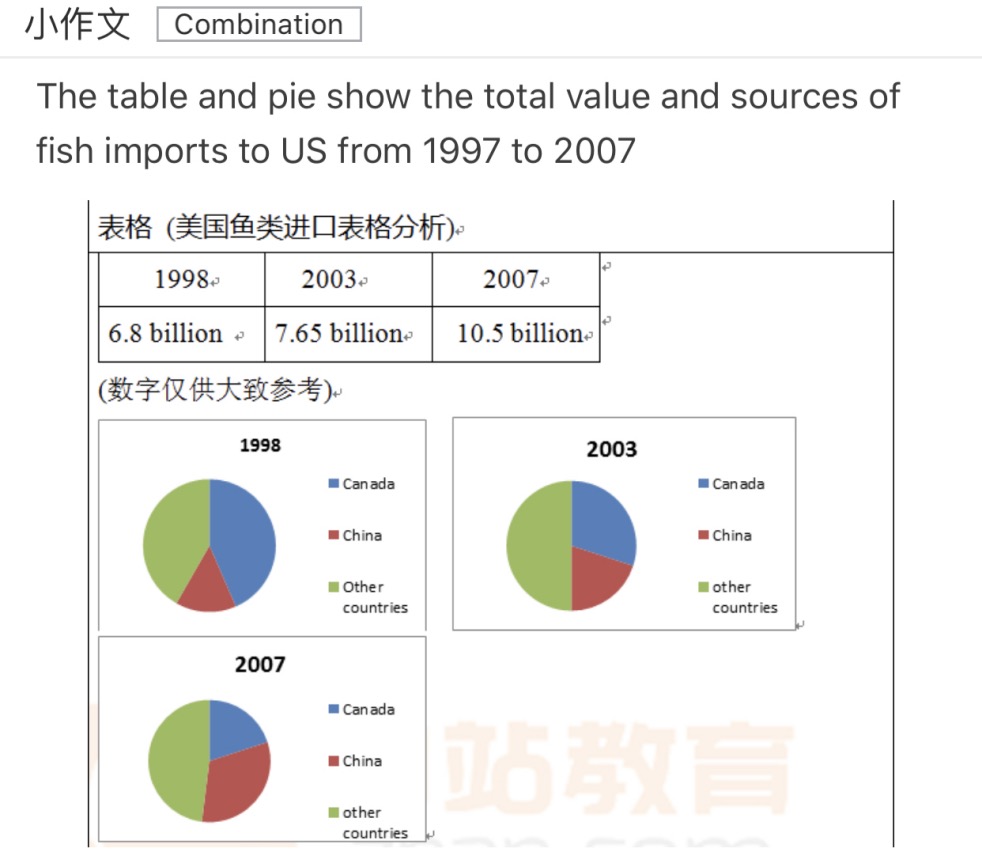 小作文 Combination
The table and pie show the total value and sources of
fish imports to US from 1997 to 2007
表格 (美国鱼类进口表格分析)
1998 2003 2007
6.8 billion 7.65 billion 10.5 billion
(数字仅供大致参考)
1998
Canada
China
Other
countries
2003
Canada
China
other
countries
2007
Canada
China
other
countries
站教育